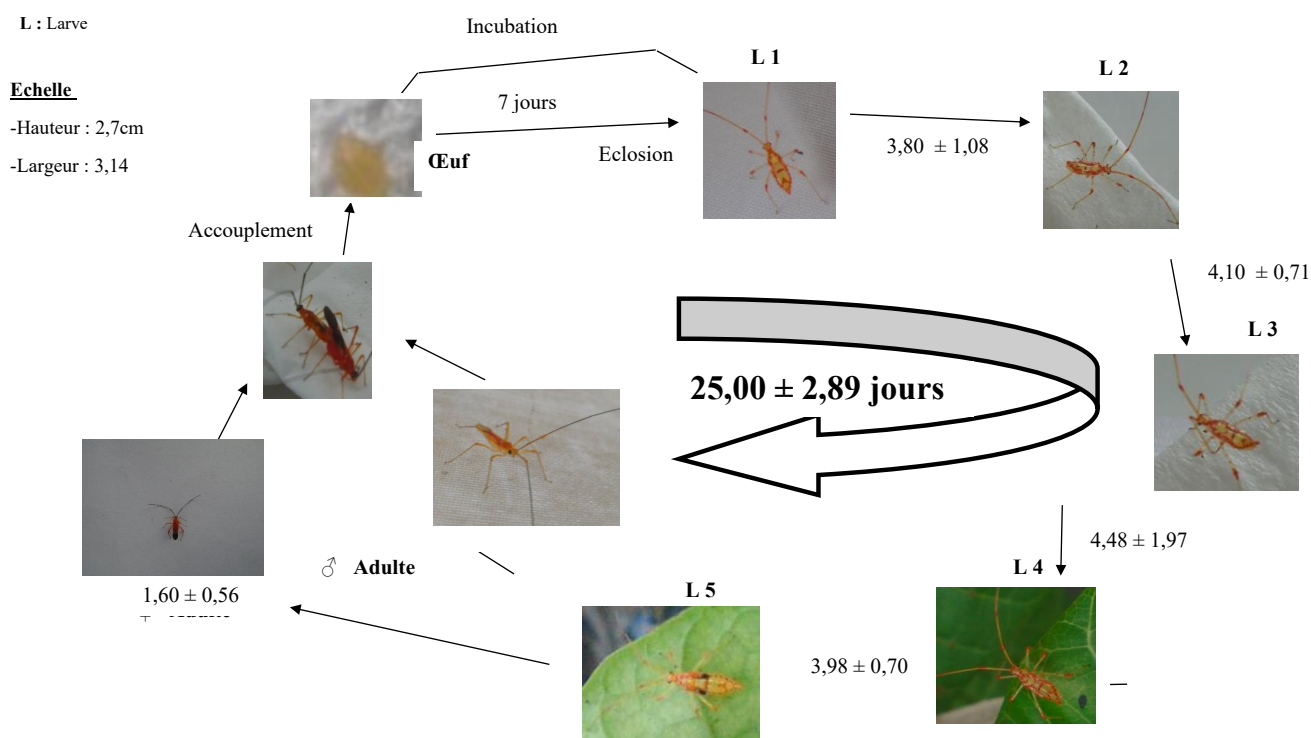 L : Larve
Echelle
-Hauteur : 2,7cm
-Largeur : 3,14
Incubation
7 jours
Eclosion
Œuf
L 1
3,80 ± 1,08
L 2
4,10 ± 0,71
L 3
4,48 ± 1,97
L 4
3,98 ± 0,70
L 5
♂ Adulte
1,60 ± 0,56
Accouplement
25,00 ± 2,89 jours